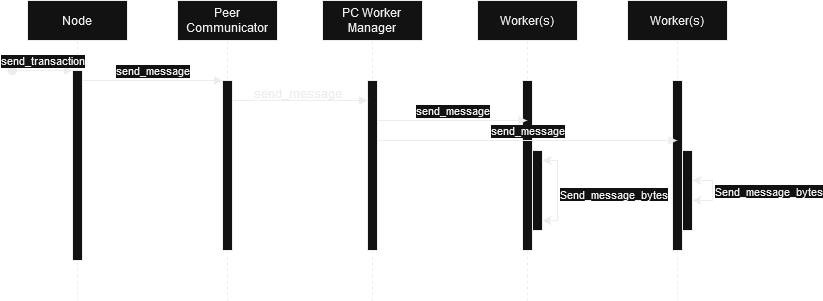 Node
Peer
Communicator
PC Worker
Manager
Worker(s)
Worker(s)
send_transaction
send_message
send_message
send_message
send_message
Send_message_bytes
Send_message_bytes